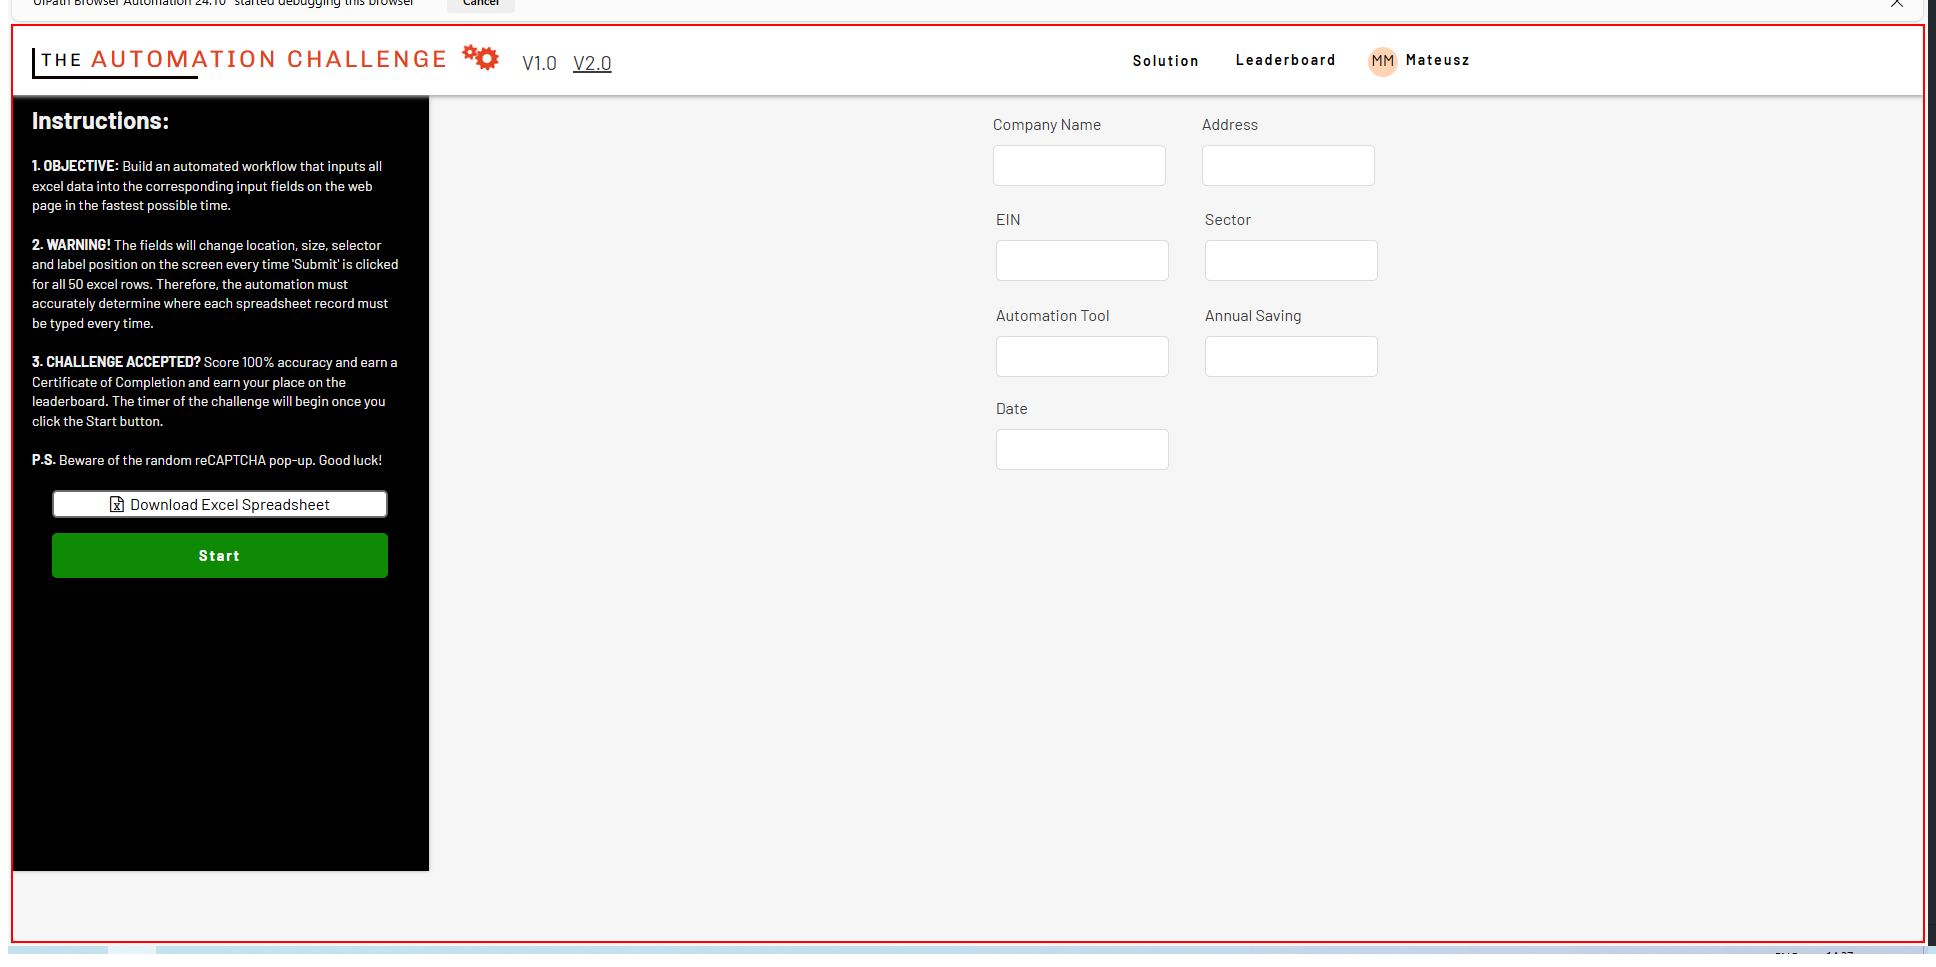 "UiPath Browser Automation 24.10" started debugging this browser
Cancel
THE AUTOMATION CHALLENGE
V1.0 V2.0
Solution Leaderboard MM Mateusz
Instructions:
1. OBJECTIVE: Build an automated workflow that inputs all
excel data into the corresponding input fields on the web
page in the fastest possible time.
2. WARNING! The fields will change location, size, selector
and label position on the screen every time 'Submit' is clicked
for all 50 excel rows. Therefore, the automation must
accurately determine where each spreadsheet record must
be typed every time.
3. CHALLENGE ACCEPTED? Score 100% accuracy and earn a
Certificate of Completion and earn your place on the
leaderboard. The timer of the challenge will begin once you
click the Start button.
P.S. Beware of the random reCAPTCHA pop-up. Good luck!
Download Excel Spreadsheet
Start
Company Name Address
EIN Sector
Automation Tool Annual Saving
Date